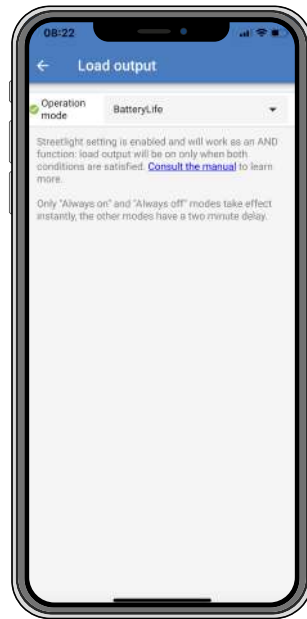 08:22
Load output
Operation
mode
BatteryLife
Streetlight setting is enabled and will work as an AND
function: load output will be on only when both
conditions are satisfied. Consult the manual to learn
more.
Only "Always on" and "Always off" modes take effect
instantly, the other modes have a two minute delay.